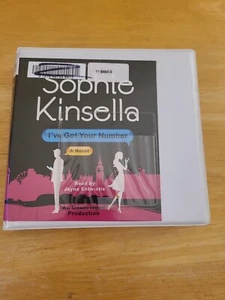 Sophie
Kinsella
I've Got Your Number
A Novel
Read by
Jayne Entwistle
Production